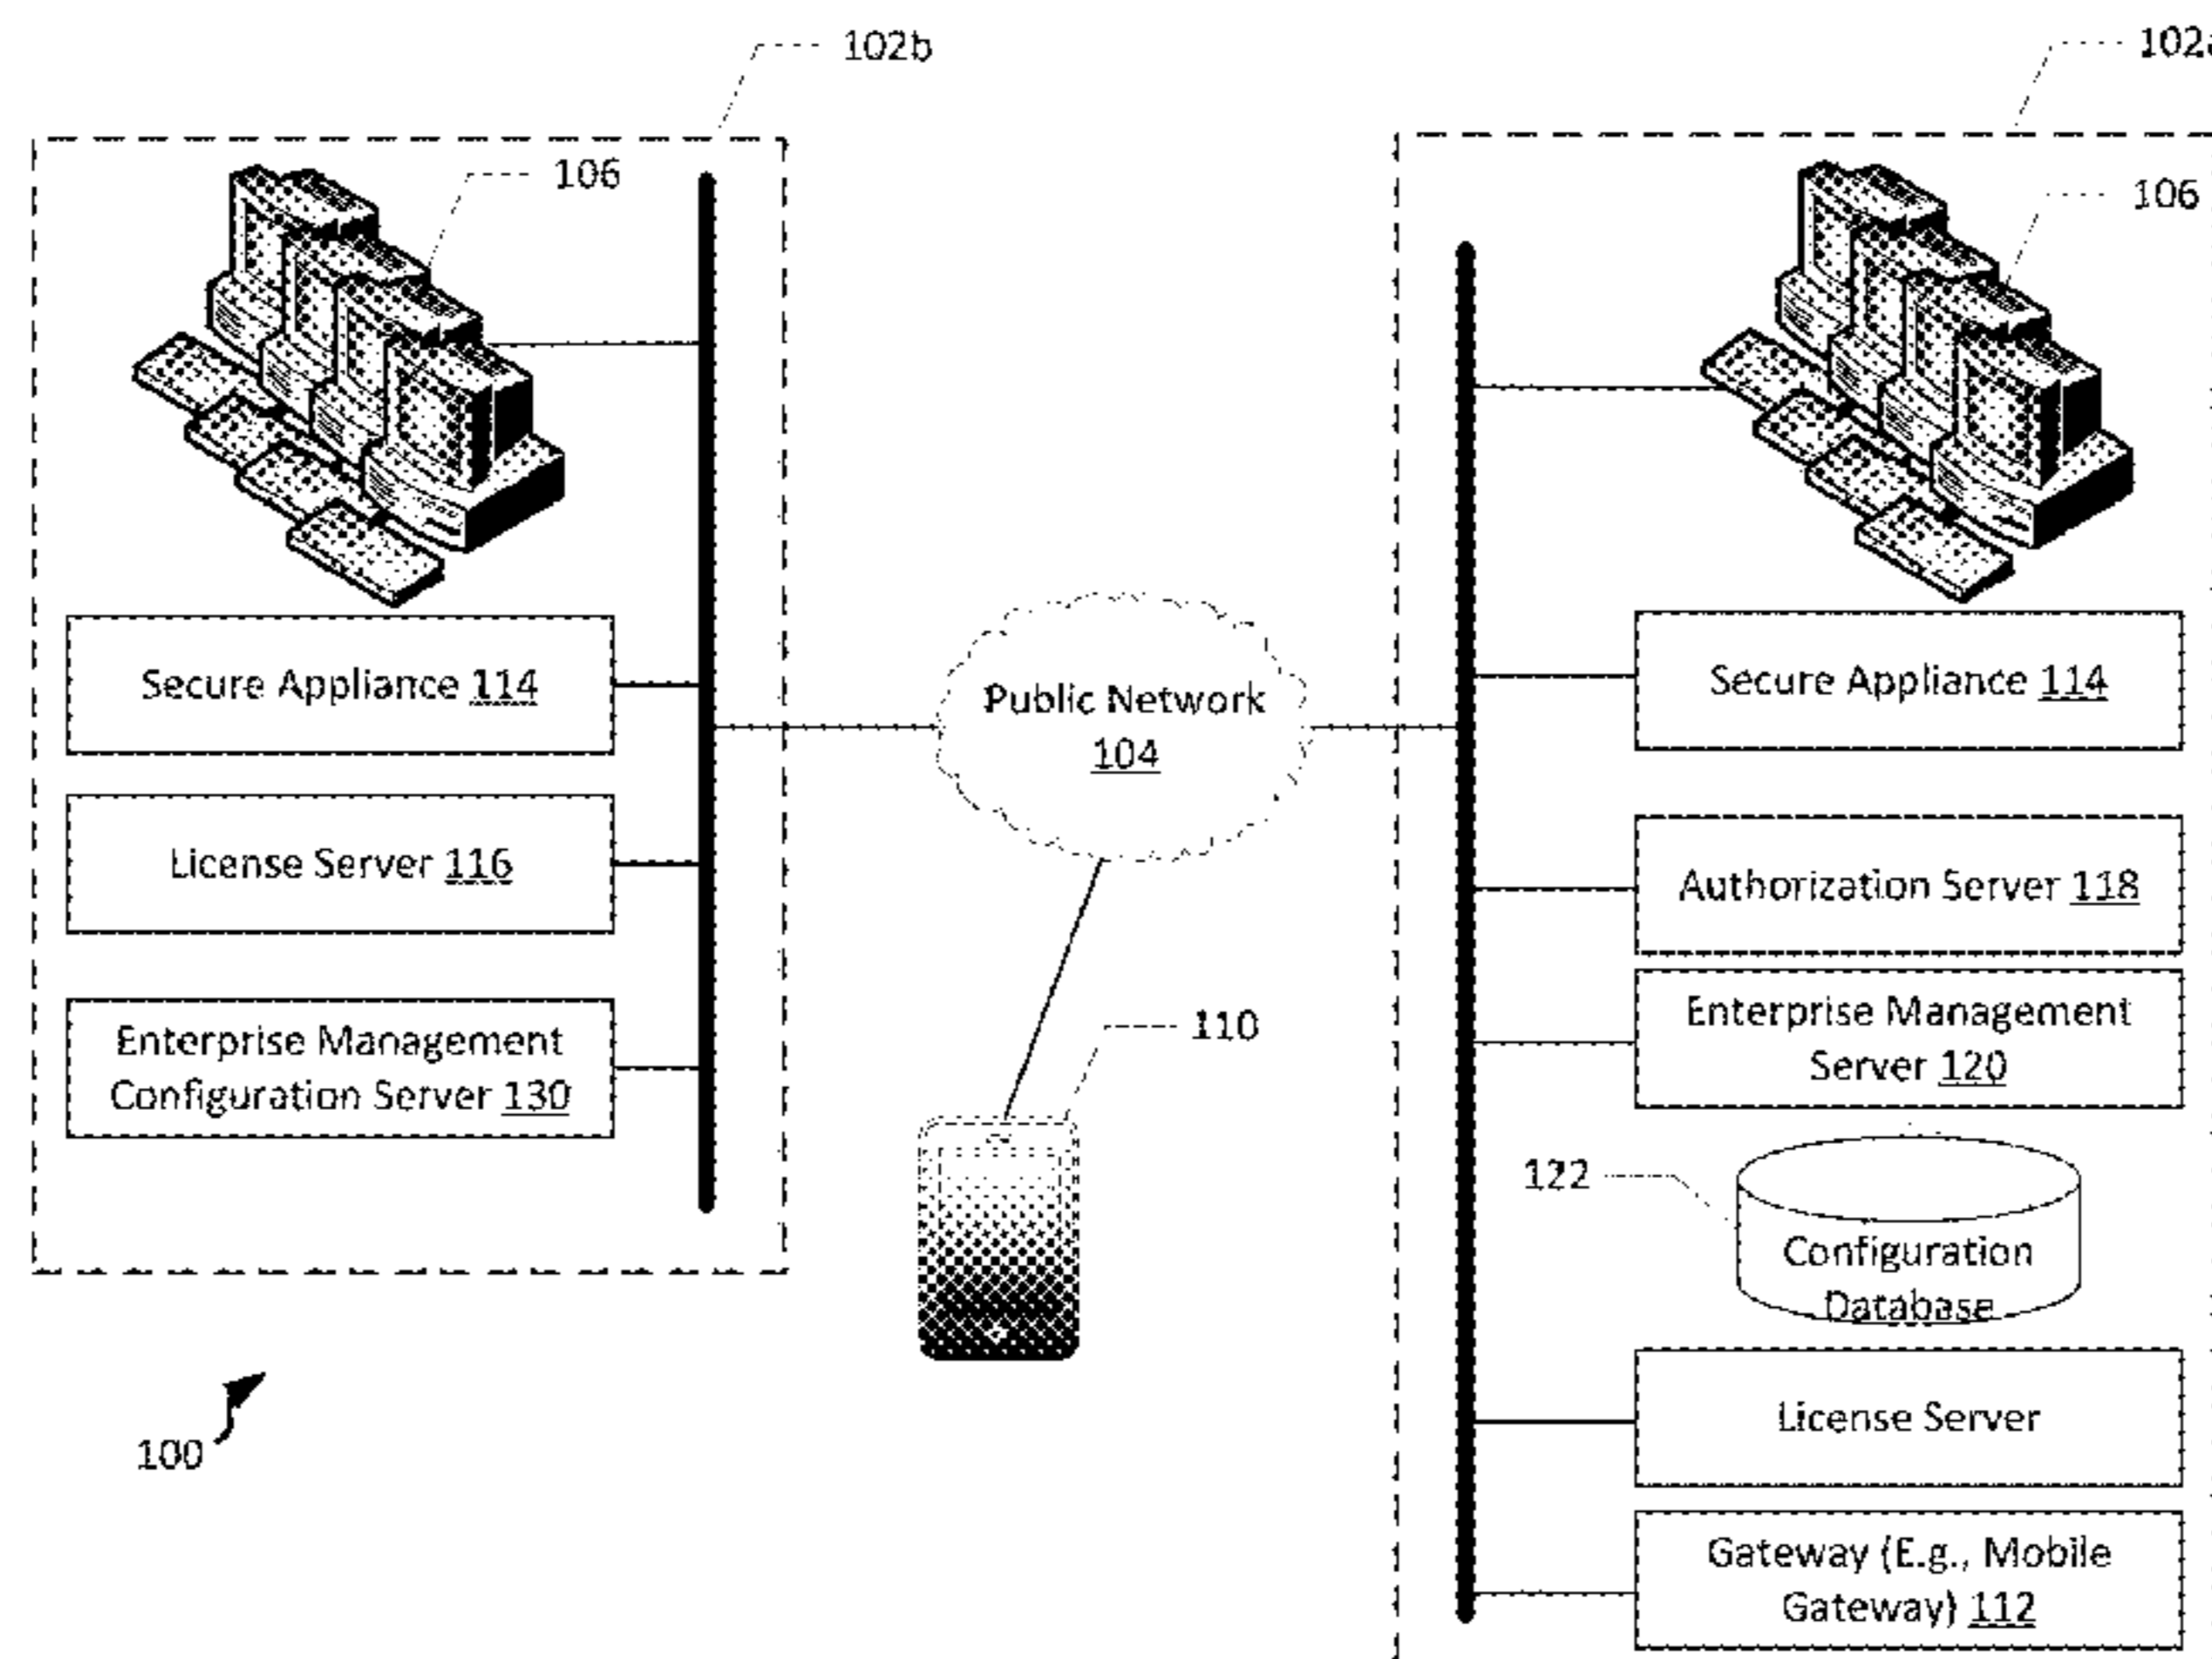 102b
106
Secure Appliance 114
License Server 116
Enterprise Management
Configuration Server 130
100
Public Network
104
110
106
Secure Appliance 114
Authorization Server 118
Enterprise Management
Server 120
122
Configuration
Database
License Server
Gateway (E.g., Mobile
Gateway) 112